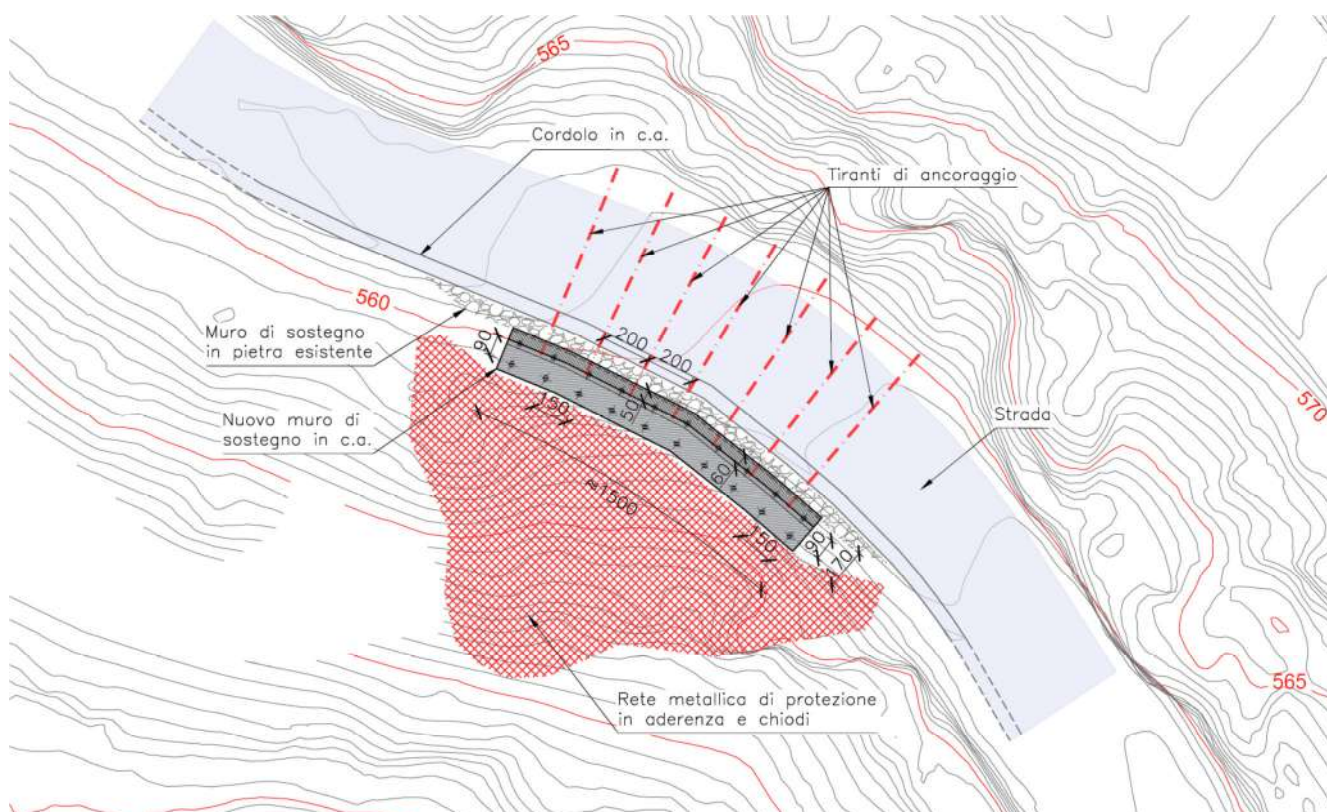 565
Cordolo in c.a.
Tiranti di ancoraggio
560
Muro di sostegno
in pietra esistente
90
200
200
570
Strada
Nuovo muro di
sostegno in c.a.
150
50
60
≈1500
150
90
70
565
Rete metallica di protezione
in aderenza e chiodi